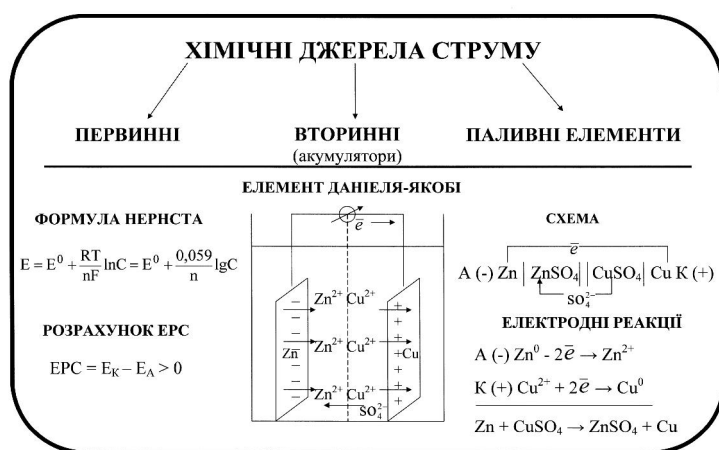 ХІМІЧНІ ДЖЕРЕЛА СТРУМУ
ПЕРВИННІ
ВТОРИННІ
(акумулятори)
ПАЛИВНІ ЕЛЕМЕНТИ
ЕЛЕМЕНТ ДАНІЕЛЯ-ЯКОБІ
ФОРМУЛА НЕРНСТА
E = E⁰ + RT/nF lnC = E⁰ + 0,059/n lgC
РОЗРАХУНОК ЕРС
ЕРС = E_K – E_A > 0
e̅
Zn²⁺ Cu²⁺
Zn Zn²⁺ Cu²⁺ Cu
Zn²⁺ Cu²⁺
SO₄²⁻
СХЕМА
e̅
А (-) Zn | ZnSO₄ || CuSO₄ | Cu К (+)
SO₄²⁻
ЕЛЕКТРОДНІ РЕАКЦІЇ
А (-) Zn⁰ - 2e̅ → Zn²⁺
К (+) Cu²⁺ + 2e̅ → Cu⁰
Zn + CuSO₄ → ZnSO₄ + Cu